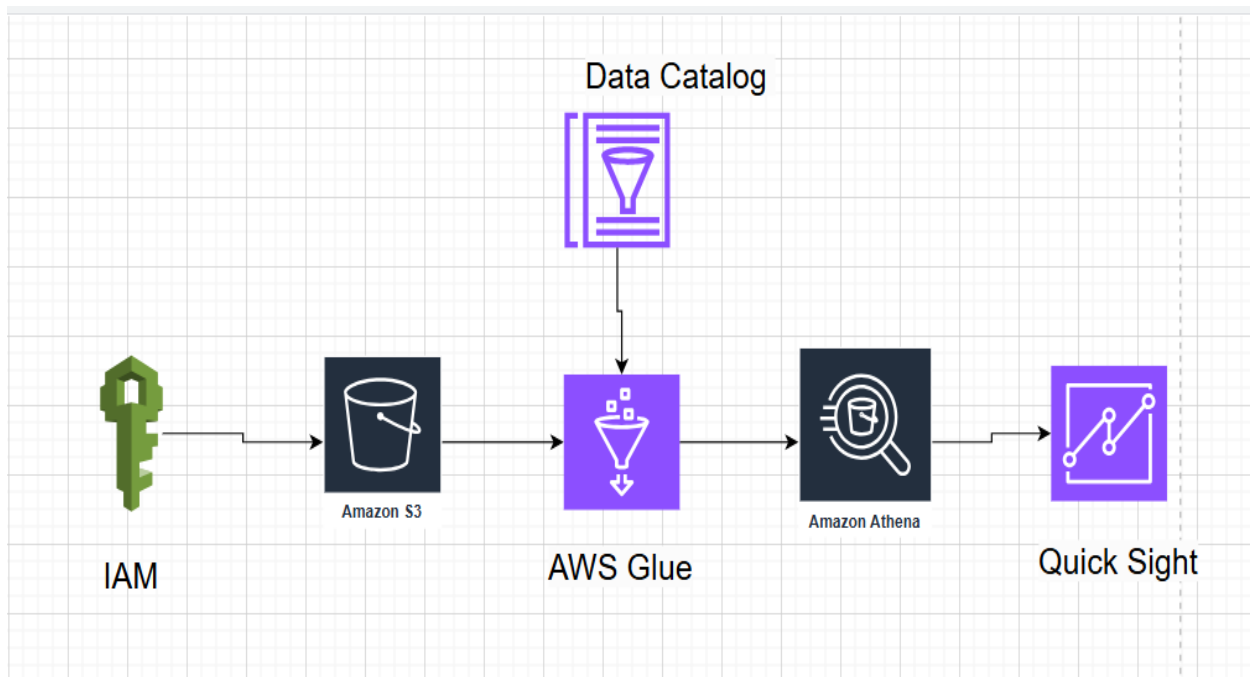 Data Catalog
Amazon S3
Amazon Athena
IAM
AWS Glue
Quick Sight